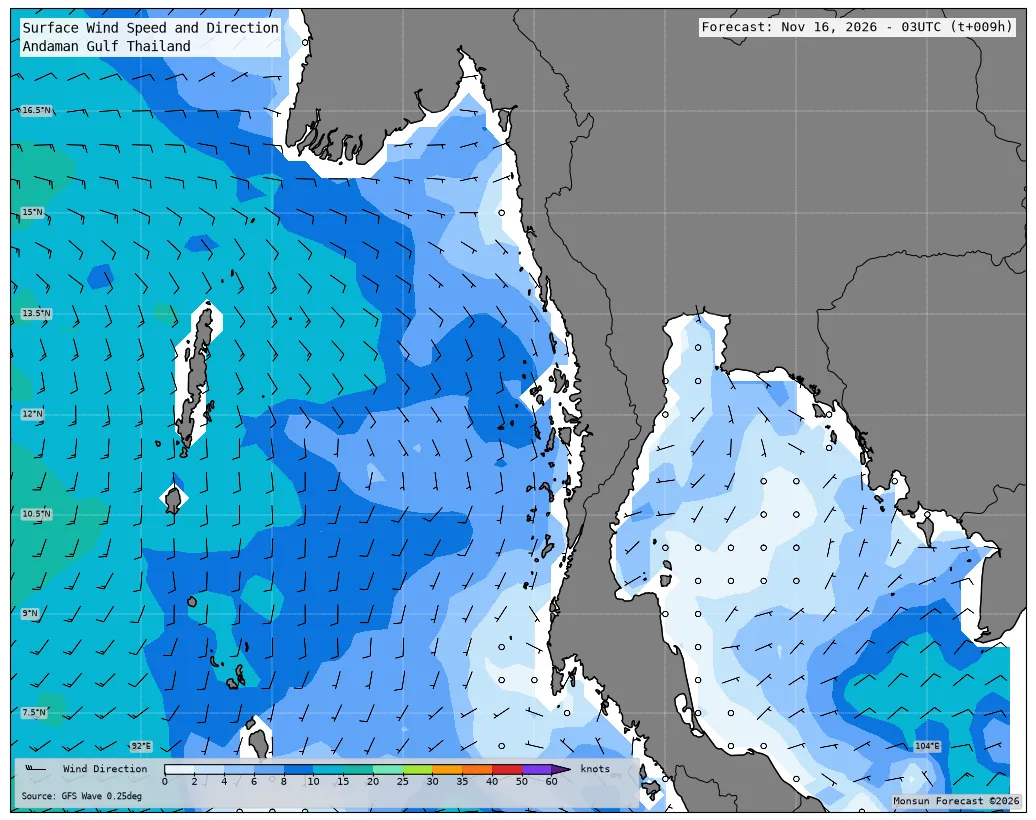 Surface Wind Speed and Direction
Andaman Gulf Thailand
Forecast: Nov 16, 2026 - 03UTC (t+009h)
16.5°N
15°N
13.5°N
12°N
10.5°N
9°N
7.5°N
92°E
104°E
Wind Direction
0 2 4 6 8 10 15 20 25 30 35 40 50 60
knots
Source: GFS Wave 0.25deg
Monsun Forecast ©2026